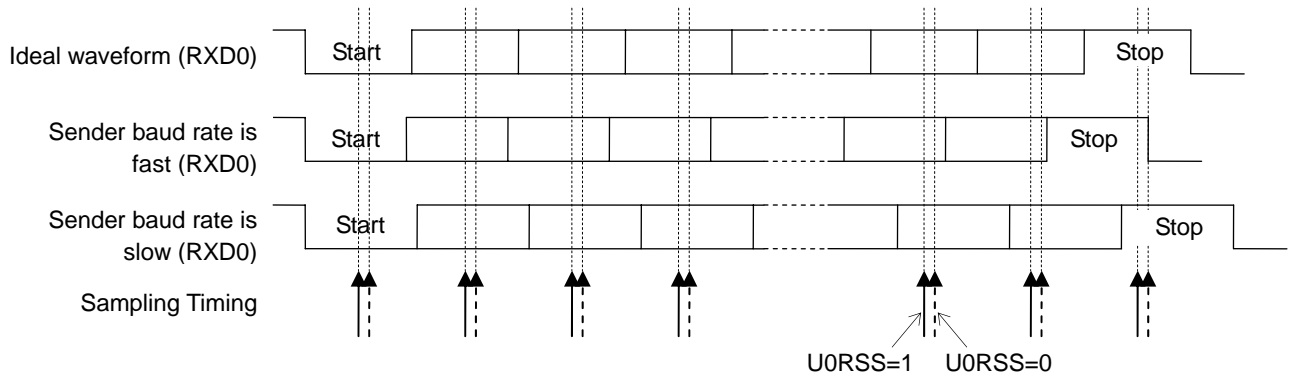 Ideal waveform (RXD0)
Start
Stop
Sender baud rate is
fast (RXD0)
Start
Stop
Sender baud rate is
slow (RXD0)
Start
Stop
Sampling Timing
U0RSS=1
U0RSS=0